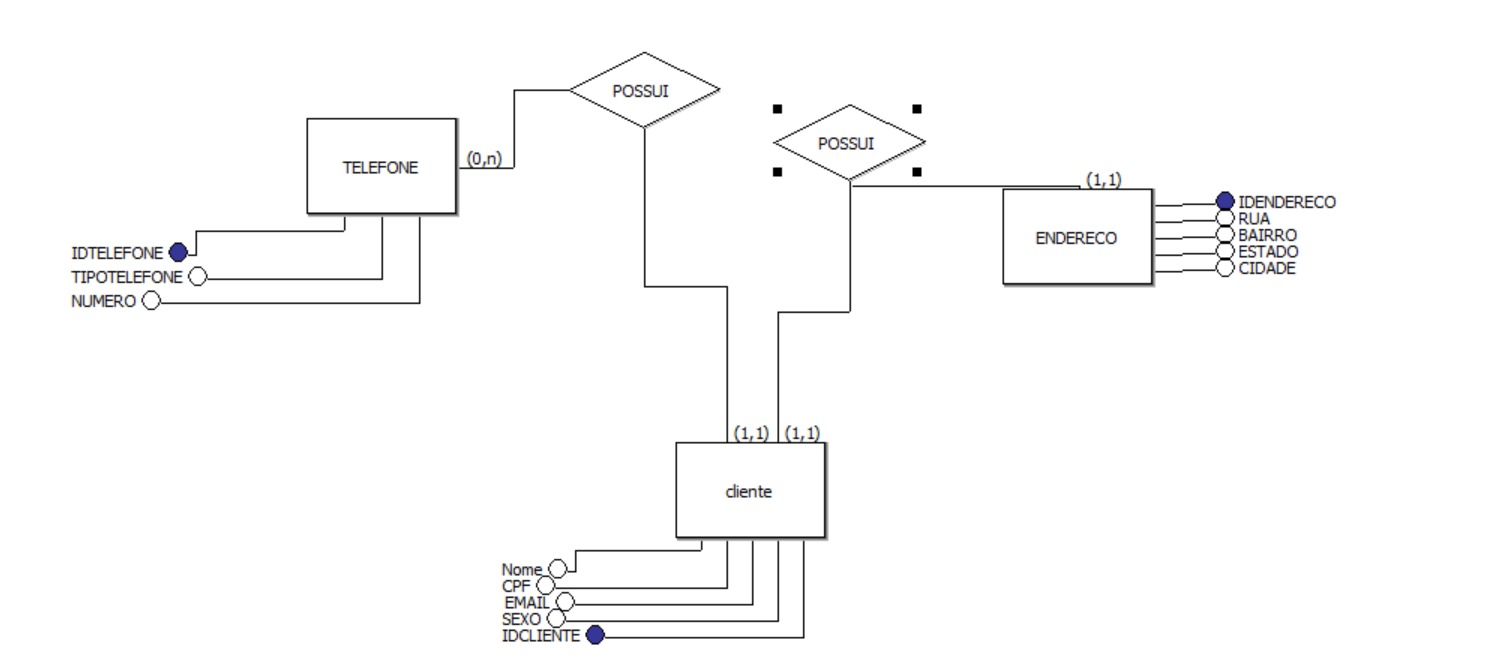 POSSUI
POSSUI
TELEFONE
(0,n)
(1,1)
IDENDERECO
RUA
BAIRRO
ESTADO
CIDADE
ENDERECO
IDTELEFONE
TIPOTELEFONE
NUMERO
(1,1) (1,1)
cliente
Nome
CPF
EMAIL
SEXO
IDCLIENTE